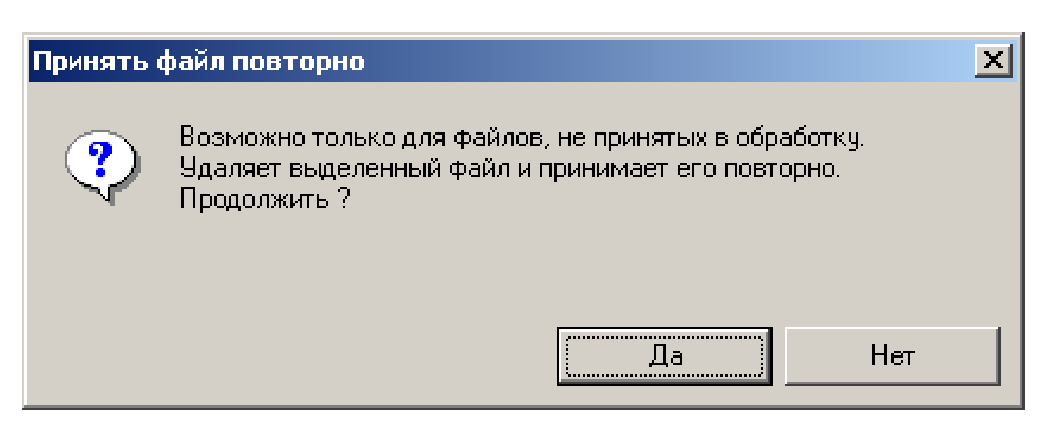 Принять файл повторно
Возможно только для файлов, не принятых в обработку.
Удаляет выделенный файл и принимает его повторно.
Продолжить ?
Да
Нет